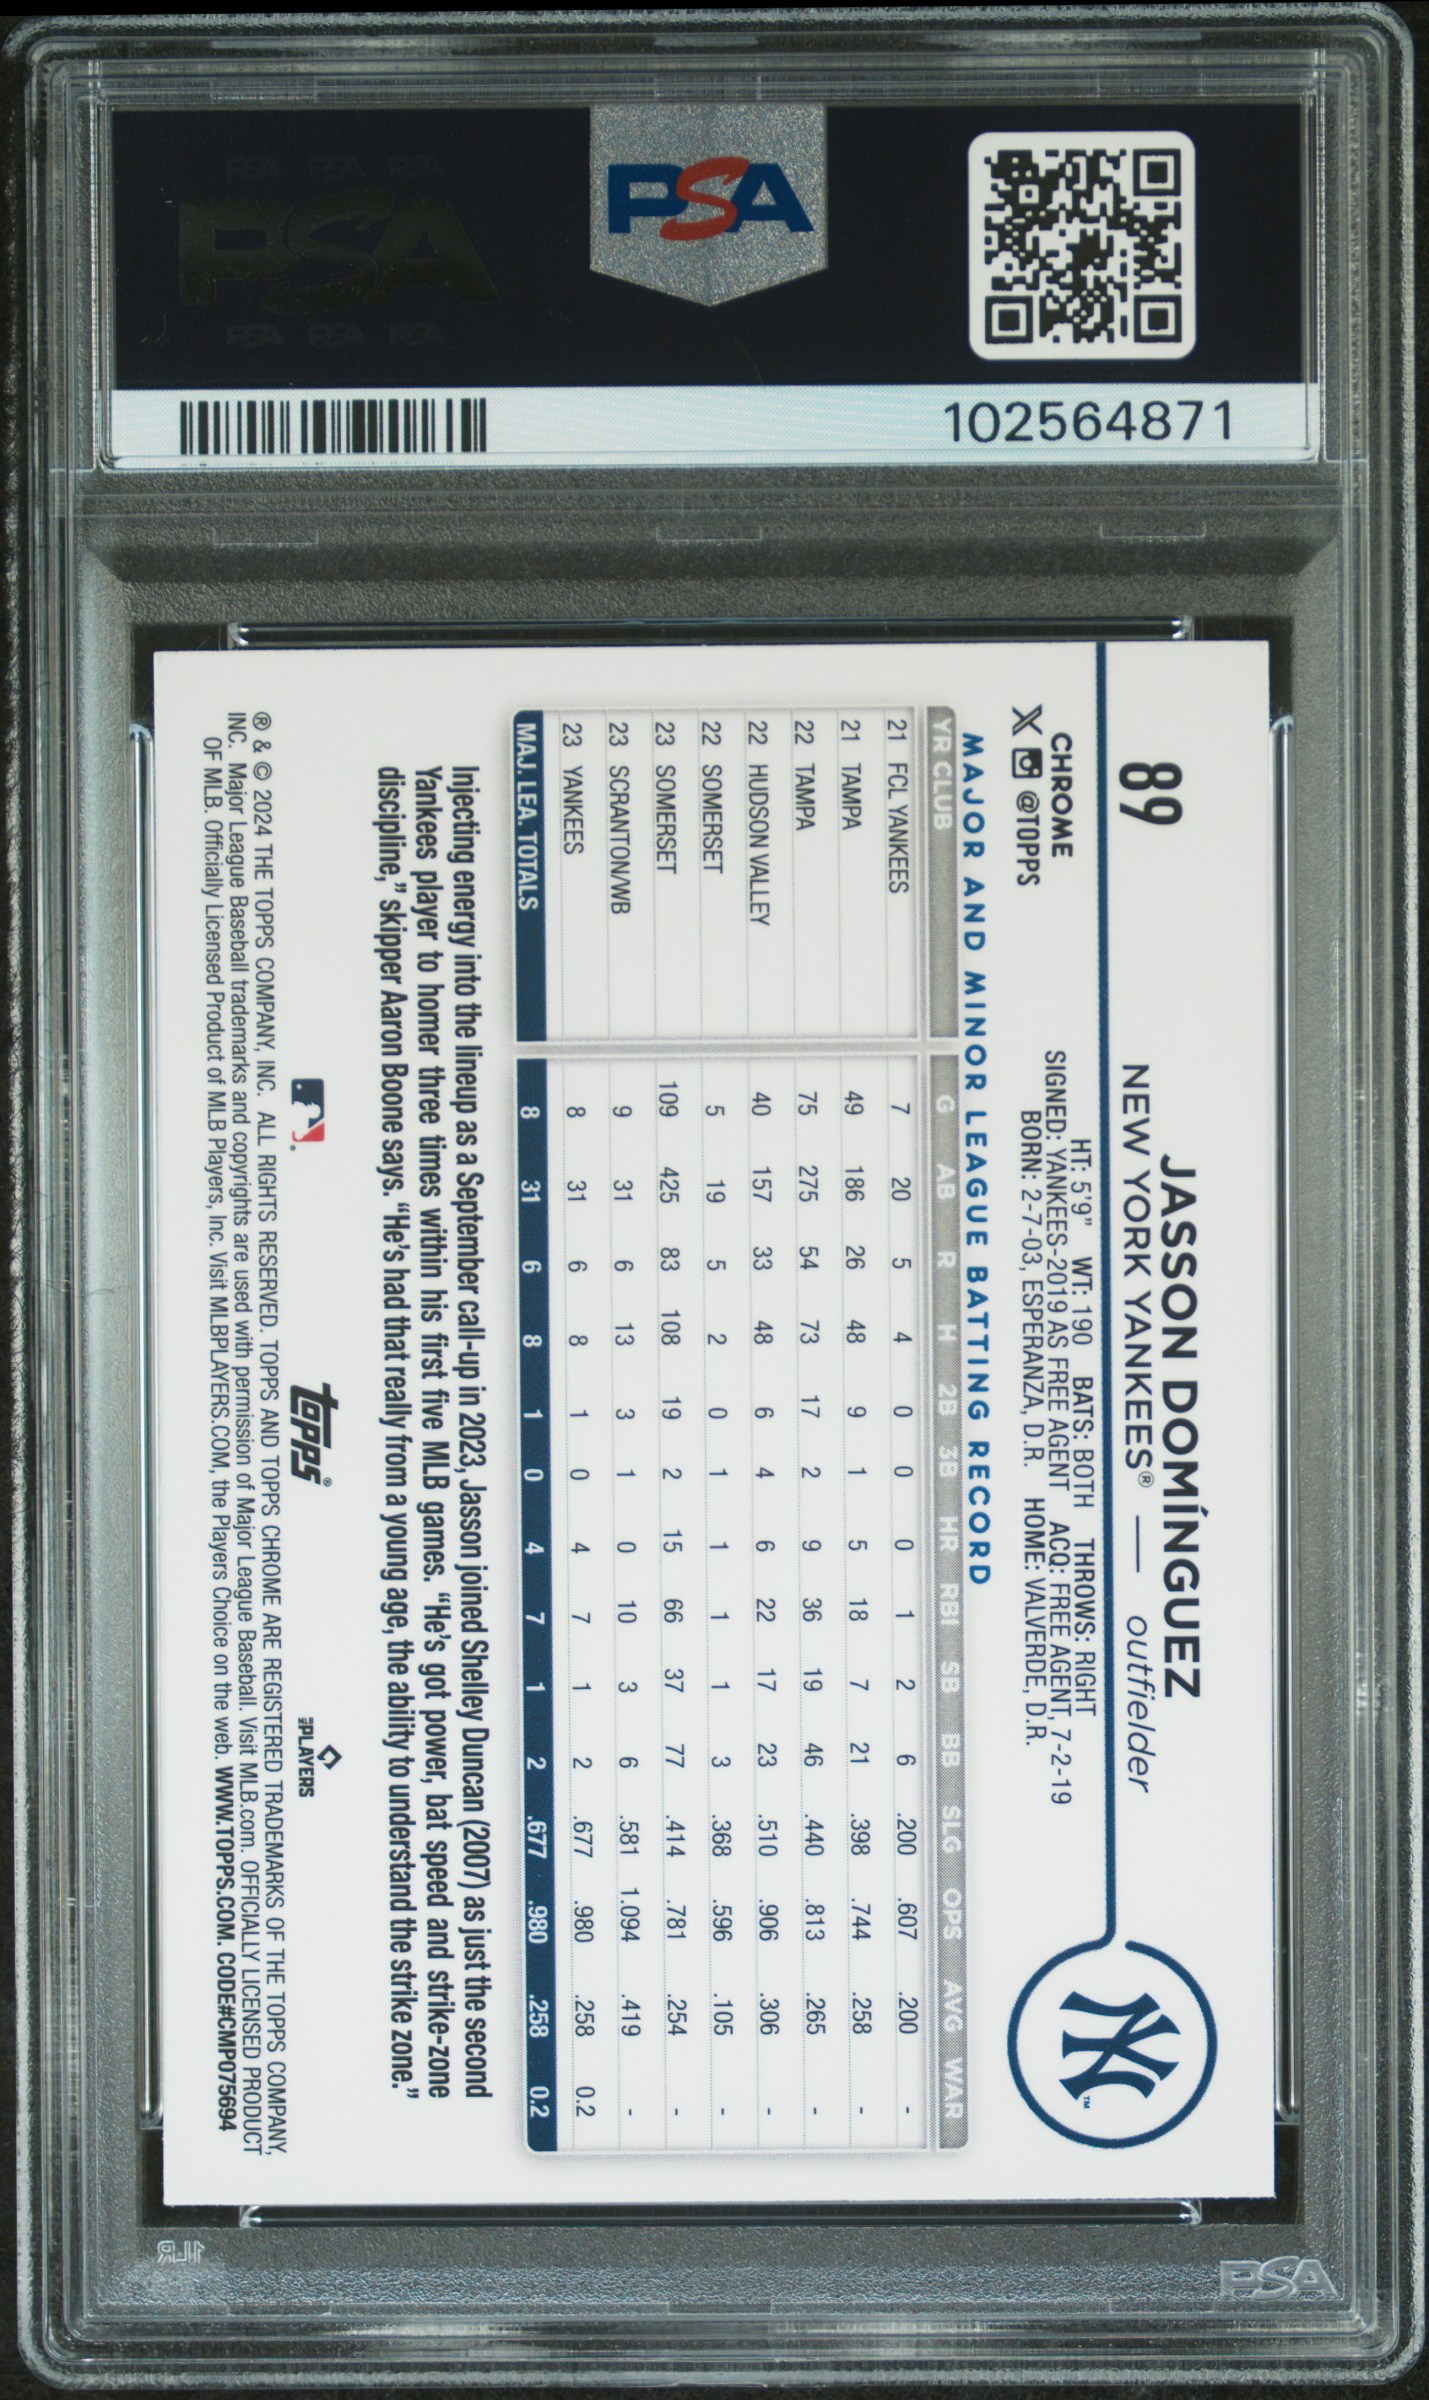 PSA PSA PSA
PSA
PSA PSA PSA
PSA
102564871
89
JASSON DOMÍNGUEZ
NEW YORK YANKEES® — outfielder
CHROME
X @TOPPS
HT: 5'9" WT: 190 BATS: BOTH THROWS: RIGHT
SIGNED: YANKEES-2019 AS FREE AGENT ACQ: FREE AGENT, 7-2-19
BORN: 2-7-03, ESPERANZA, D.R. HOME: VALVERDE, D.R.
MAJOR AND MINOR LEAGUE BATTING RECORD
YR CLUB G AB R H 2B 3B HR RBI SB BB SLG OPS AVG WAR
21 FCL YANKEES 7 20 5 4 0 0 0 1 2 6 .200 .607 .200 -
21 TAMPA 49 186 26 48 9 1 5 18 7 21 .398 .744 .258 -
22 TAMPA 75 275 54 73 17 2 9 36 19 46 .440 .813 .265 -
22 HUDSON VALLEY 40 157 33 48 6 4 6 22 17 23 .510 .906 .306 -
22 SOMERSET 5 19 5 2 0 1 1 1 1 3 .368 .596 .105 -
23 SOMERSET 109 425 83 108 19 2 15 66 37 77 .414 .781 .254 -
23 SCRANTON/WB 9 31 6 13 3 1 0 10 3 6 .581 1.094 .419 -
23 YANKEES 8 31 6 8 1 0 4 7 1 2 .677 .980 .258 0.2
MAJ. LEA. TOTALS 8 31 6 8 1 0 4 7 1 2 .677 .980 .258 0.2
Injecting energy into the lineup as a September call-up in 2023, Jasson joined Shelley Duncan (2007) as just the second
Yankees player to homer three times within his first five MLB games. “He's got power, bat speed and strike-zone
discipline,” skipper Aaron Boone says. “He's had that really from a young age, the ability to understand the strike zone.”
topps®
THE PLAYERS
® & © 2024 THE TOPPS COMPANY, INC. ALL RIGHTS RESERVED. TOPPS AND TOPPS CHROME ARE REGISTERED TRADEMARKS OF THE TOPPS COMPANY,
INC. Major League Baseball trademarks and copyrights are used with permission of Major League Baseball. Visit MLB.com. OFFICIALLY LICENSED PRODUCT
OF MLB. Officially Licensed Product of MLB Players, Inc. Visit MLBPLAYERS.COM, the Players Choice on the web. WWW.TOPPS.COM. CODE#CMP075694
PSA